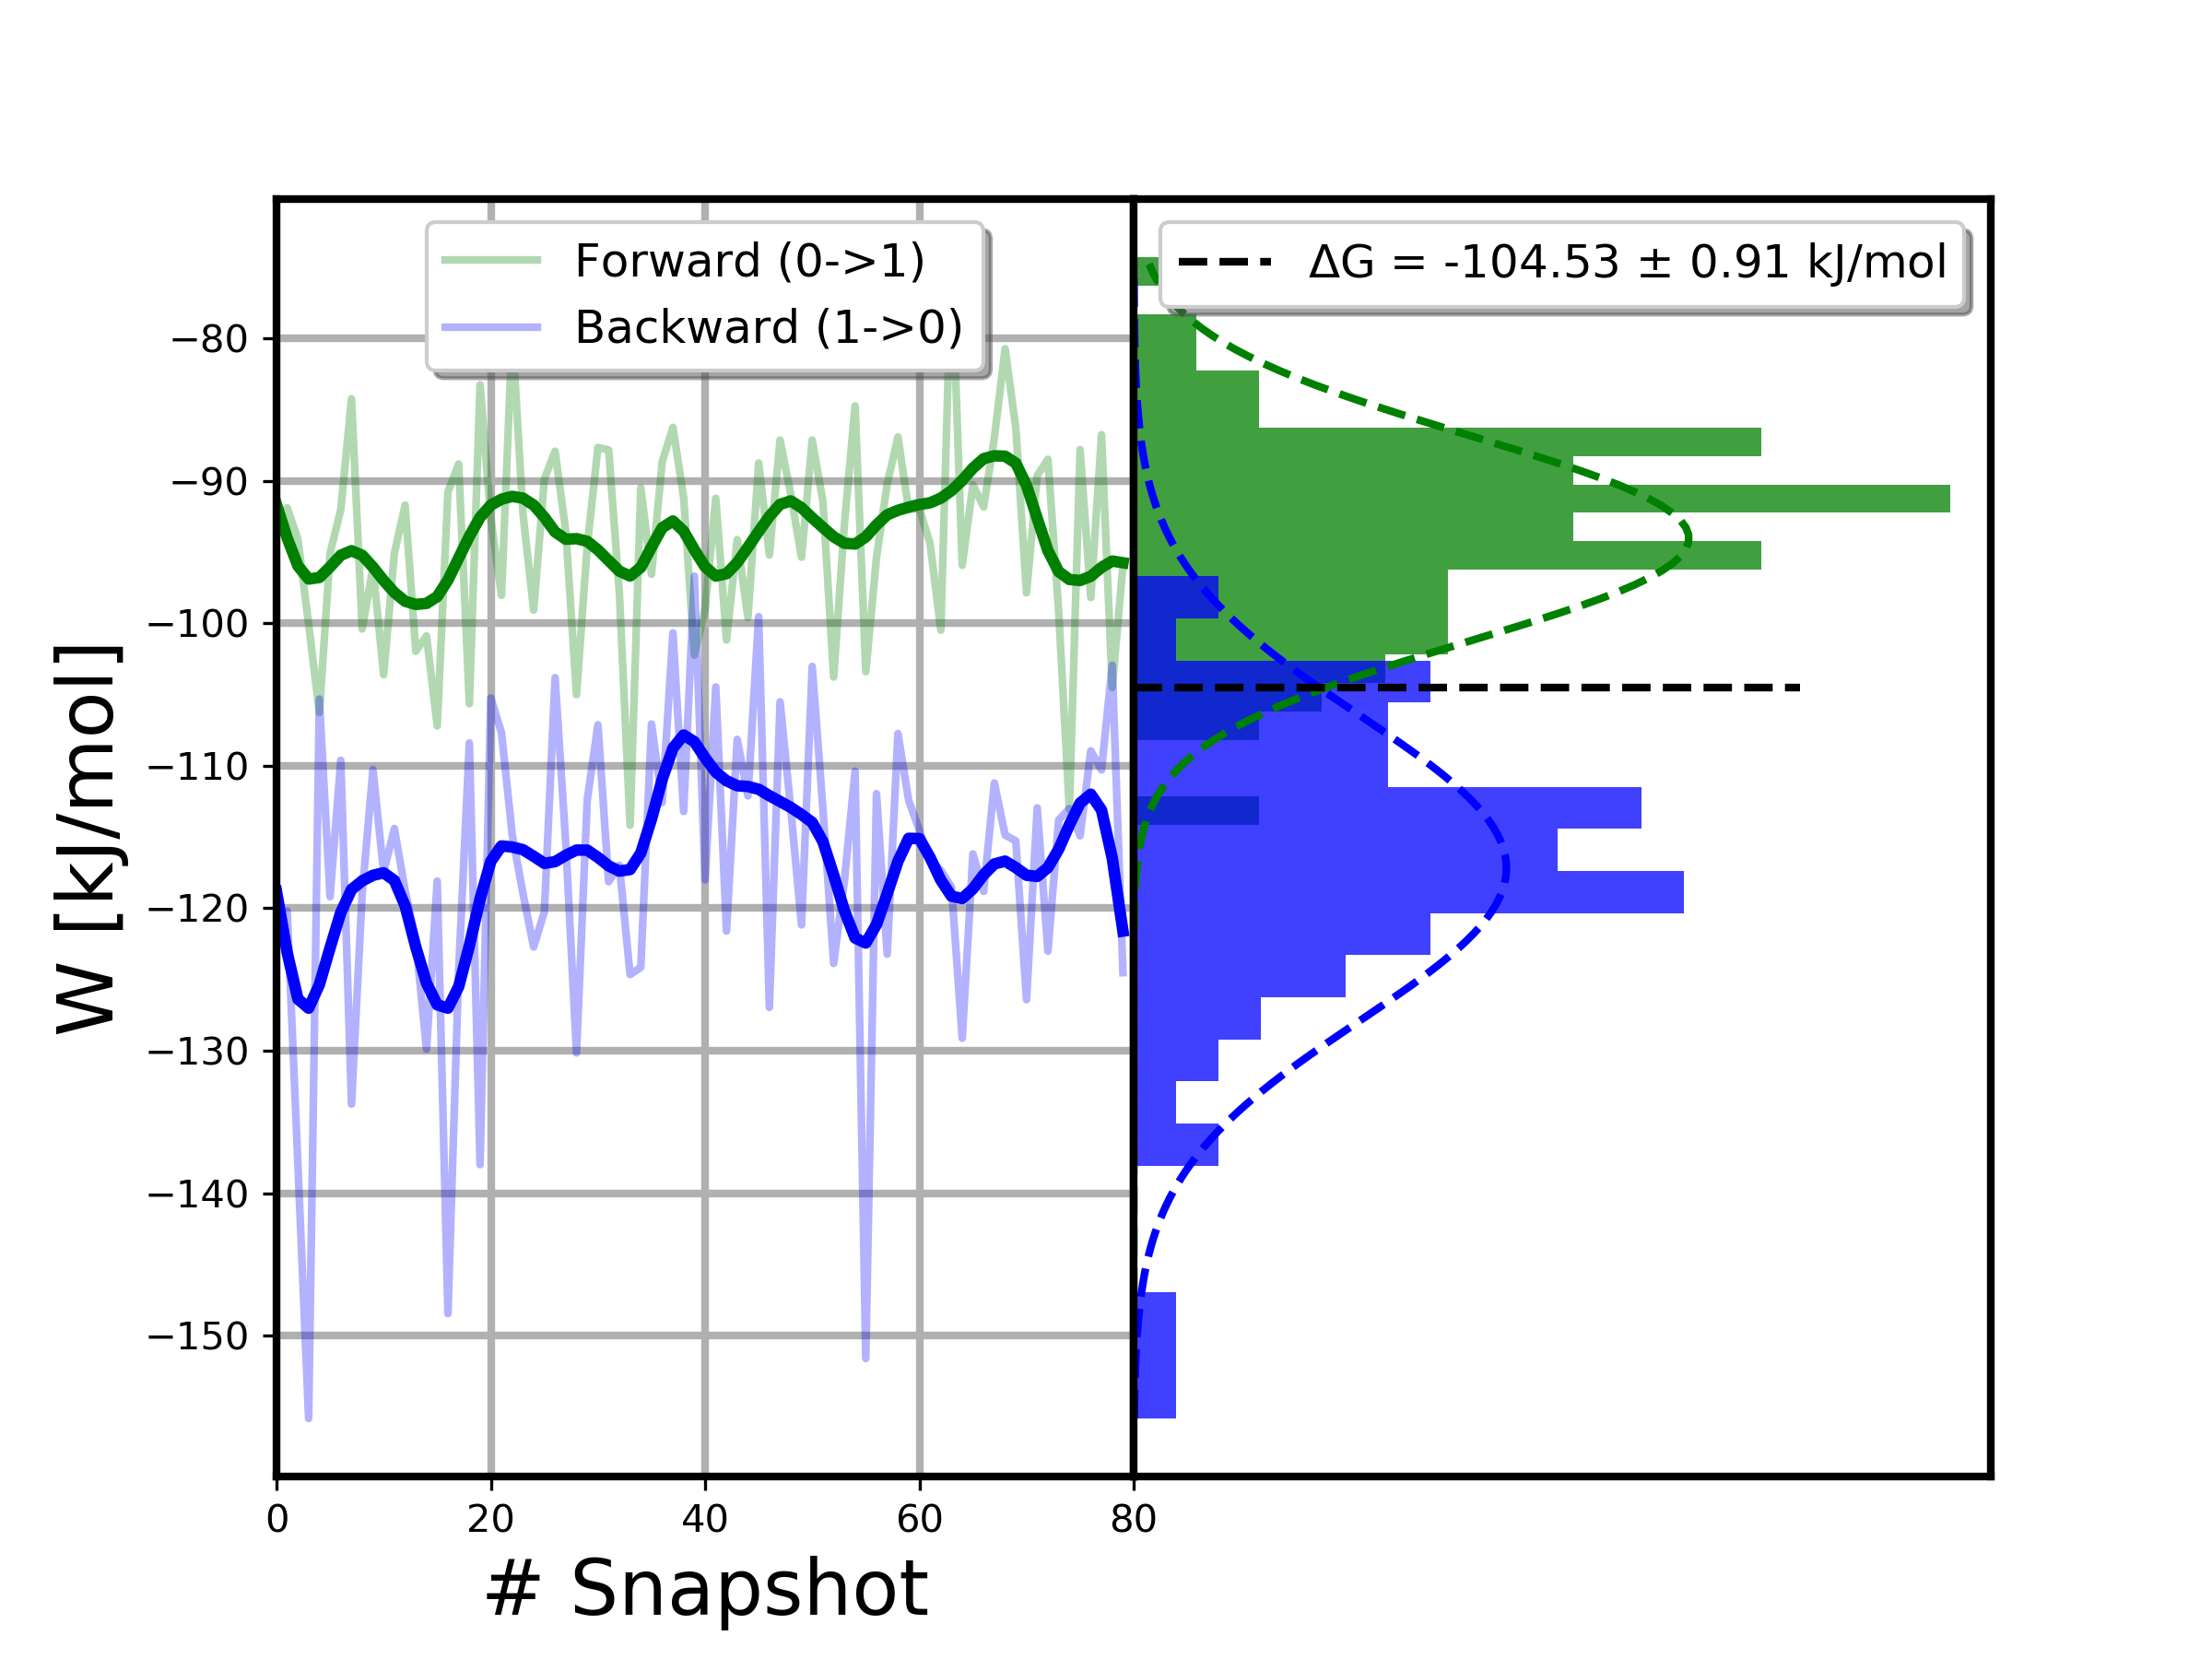 Forward (0->1)
Backward (1->0)
ΔG = -104.53 ± 0.91 kJ/mol
W [kJ/mol]
−80
−90
−100
−110
−120
−130
−140
−150
0 20 40 60 80
# Snapshot